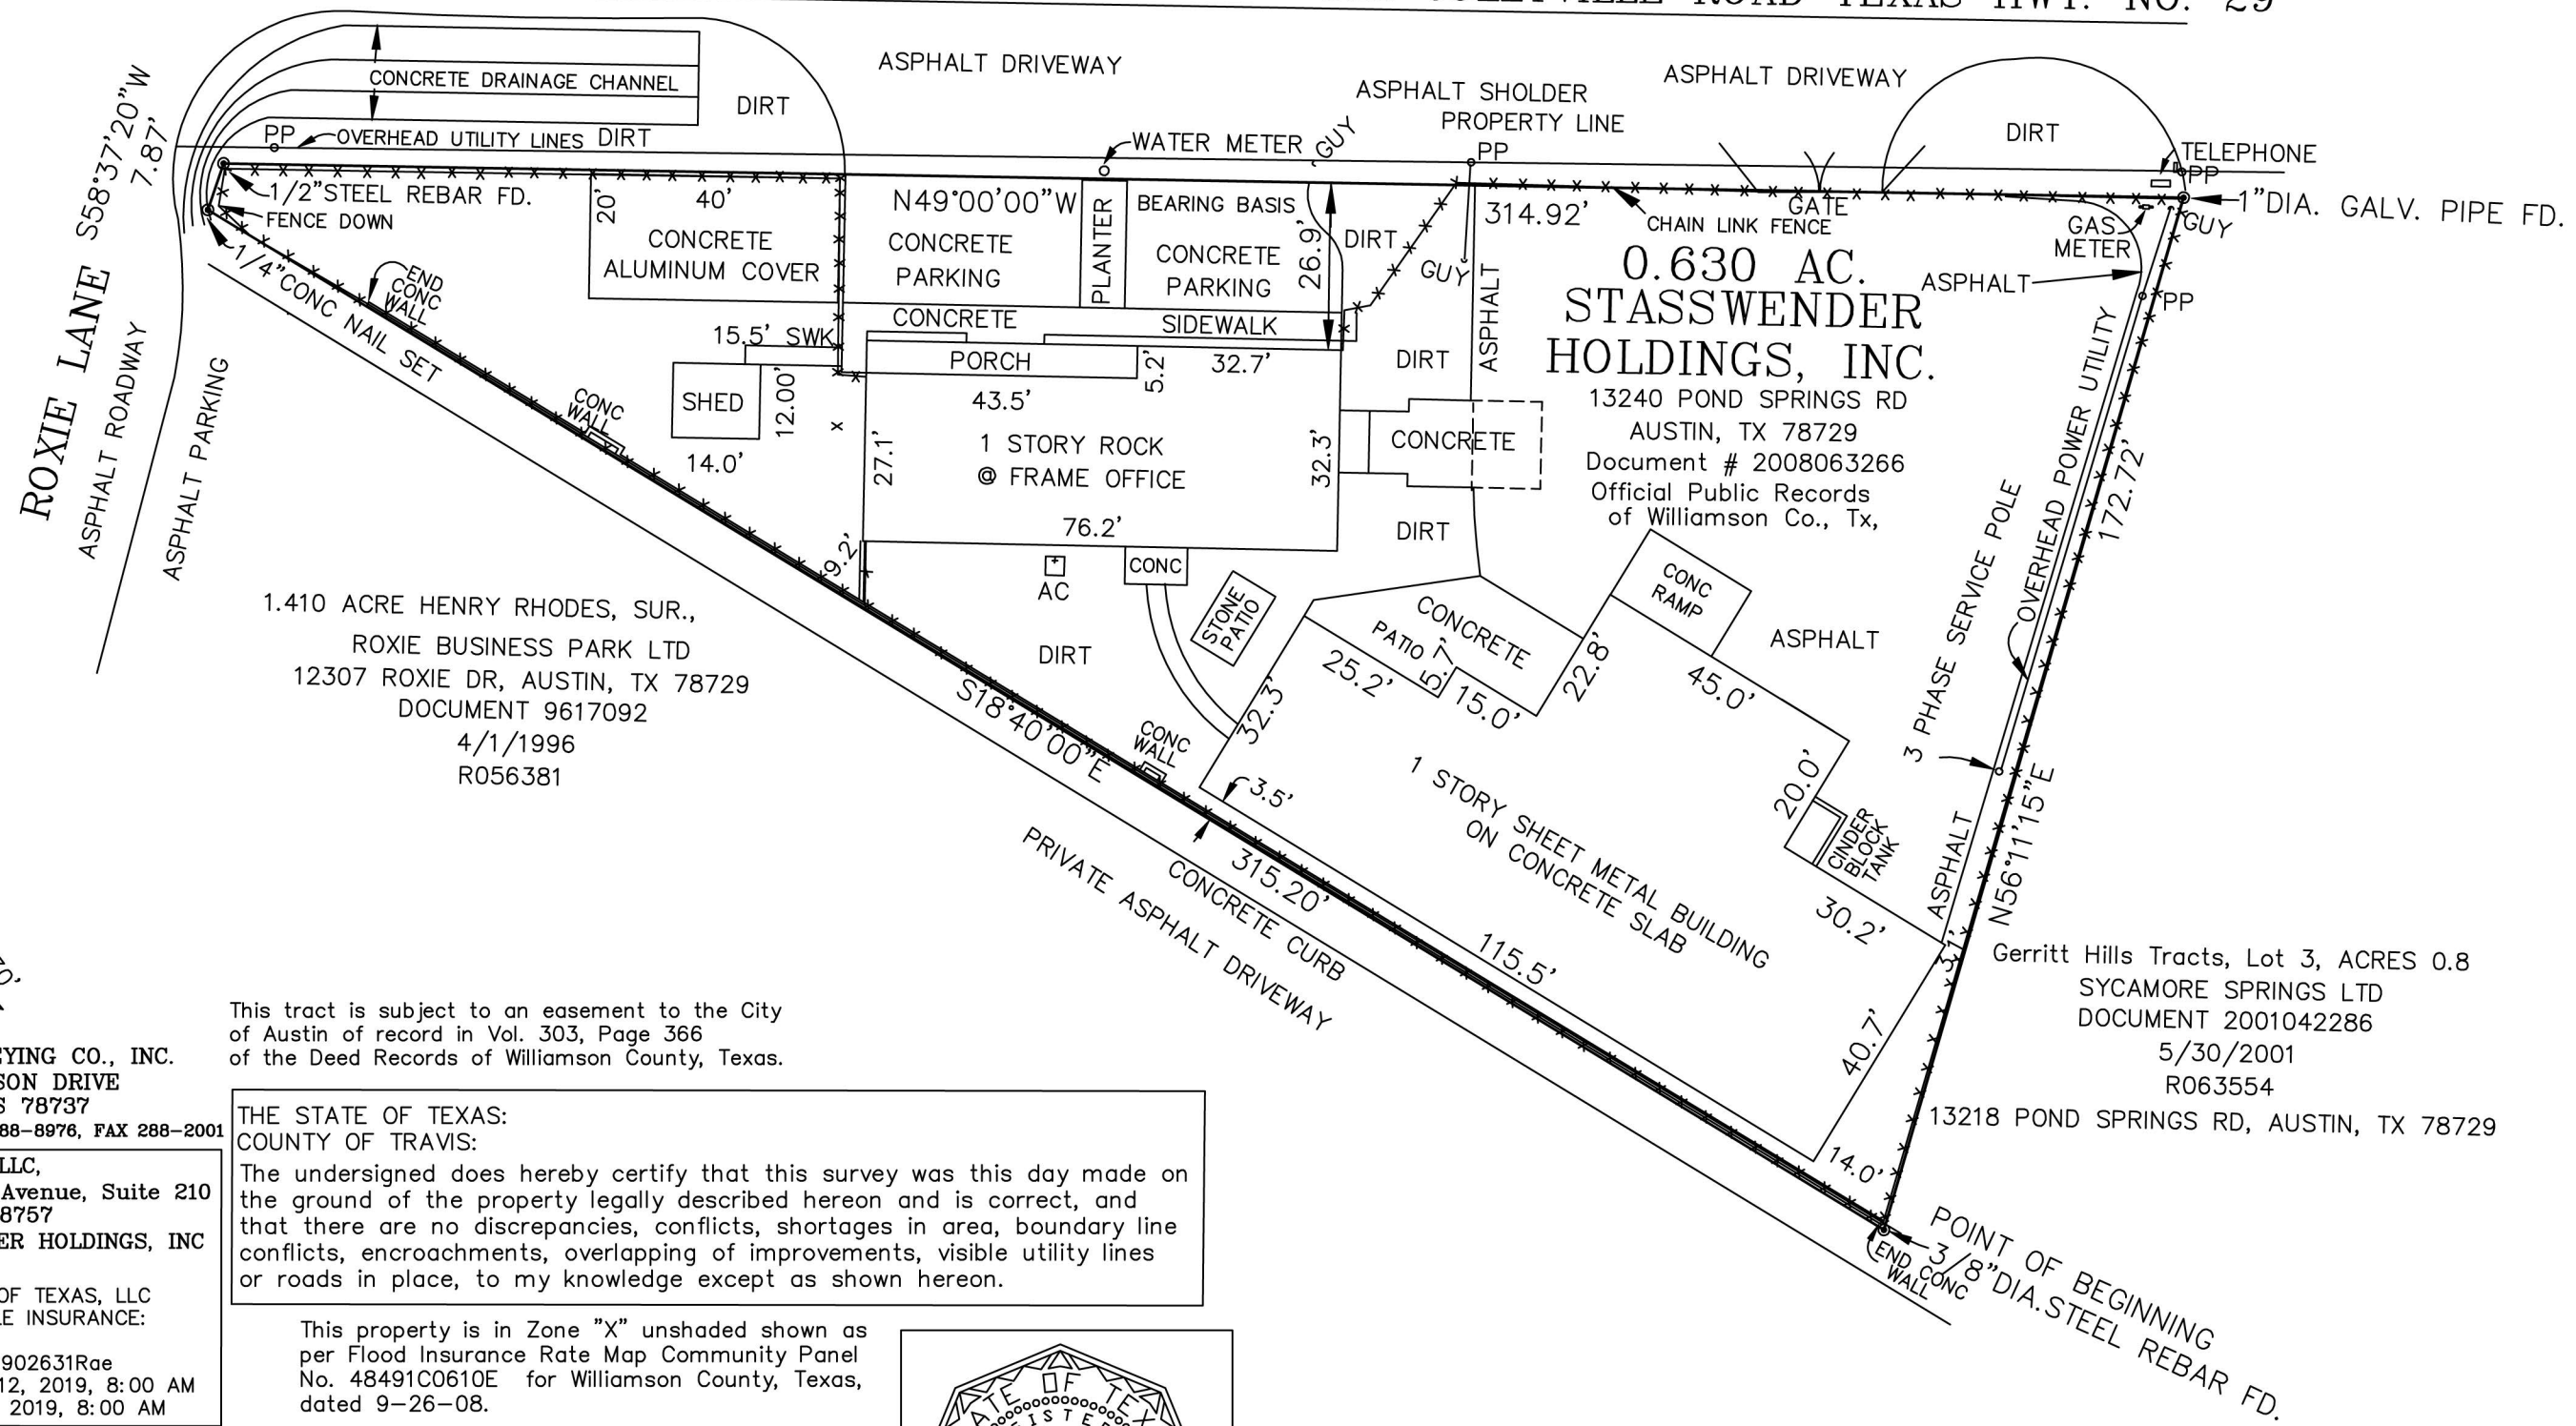 ROAD TEXAS HWY. NO. 29
ASPHALT DRIVEWAY
ASPHALT DRIVEWAY
CONCRETE DRAINAGE CHANNEL
DIRT
ASPHALT SHOLDER
PROPERTY LINE
DIRT
S58°37'20"W
7.87'
PP
OVERHEAD UTILITY LINES
DIRT
WATER METER
GUY
PP
TELEPHONE
PP
1/2"STEEL REBAR FD.
FENCE DOWN
20'
40'
N49°00'00"W
PLANTER
BEARING BASIS
26.9'
DIRT
GUY
314.92'
CHAIN LINK FENCE
GATE
GAS
METER
GUY
1"DIA. GALV. PIPE FD.
CONCRETE
ALUMINUM COVER
CONCRETE
PARKING
CONCRETE
PARKING
1/4"CONC NAIL SET
END
CONC
WALL
ROXIE LANE
ASPHALT ROADWAY
ASPHALT PARKING
CONCRETE
SIDEWALK
15.5' SWK
PORCH
5.2'
32.7'
DIRT
ASPHALT
0.630 AC.
STASSWENDER
HOLDINGS, INC.
13240 POND SPRINGS RD
AUSTIN, TX 78729
Document # 2008063266
Official Public Records
of Williamson Co., Tx,
ASPHALT
PP
SHED
12.00'
14.0'
x
CONC
WALL
43.5'
27.1'
1 STORY ROCK
@ FRAME OFFICE
32.3'
76.2'
CONCRETE
DIRT
9.2'
AC
CONC
STONE
PATIO
DIRT
CONCRETE
PATIO
25.2'
5.7'
15.0'
22.8'
32.3'
CONC
RAMP
45.0'
ASPHALT
3 PHASE SERVICE POLE
OVERHEAD POWER UTILITY
172.72'
N56°11'15"E
1.410 ACRE HENRY RHODES, SUR.,
ROXIE BUSINESS PARK LTD
12307 ROXIE DR, AUSTIN, TX 78729
DOCUMENT 9617092
4/1/1996
R056381
S18°40'00"E
CONC
WALL
3.5'
315.20'
1 STORY SHEET METAL BUILDING
ON CONCRETE SLAB
20.0'
CINDER
BLOCK
TANK
30.2'
ASPHALT
3.1'
115.5'
40.7'
14.0'
PRIVATE ASPHALT DRIVEWAY
CONCRETE CURB
Gerritt Hills Tracts, Lot 3, ACRES 0.8
SYCAMORE SPRINGS LTD
DOCUMENT 2001042286
5/30/2001
R063554
13218 POND SPRINGS RD, AUSTIN, TX 78729
POINT OF BEGINNING
3/8"DIA.STEEL REBAR FD.
END CONC
WALL
This tract is subject to an easement to the City
of Austin of record in Vol. 303, Page 366
of the Deed Records of Williamson County, Texas.
THE STATE OF TEXAS:
COUNTY OF TRAVIS:
The undersigned does hereby certify that this survey was this day made on
the ground of the property legally described hereon and is correct, and
that there are no discrepancies, conflicts, shortages in area, boundary line
conflicts, encroachments, overlapping of improvements, visible utility lines
or roads in place, to my knowledge except as shown hereon.
This property is in Zone "X" unshaded shown as
per Flood Insurance Rate Map Community Panel
No. 48491C0610E for Williamson County, Texas,
dated 9-26-08.
CO., INC.
DRIVE
78737
88-8976, FAX 288-2001
LLC,
Avenue, Suite 210
8757
HOLDINGS, INC
OF TEXAS, LLC
INSURANCE:
902631Rae
12, 2019, 8:00 AM
2019, 8:00 AM
OF